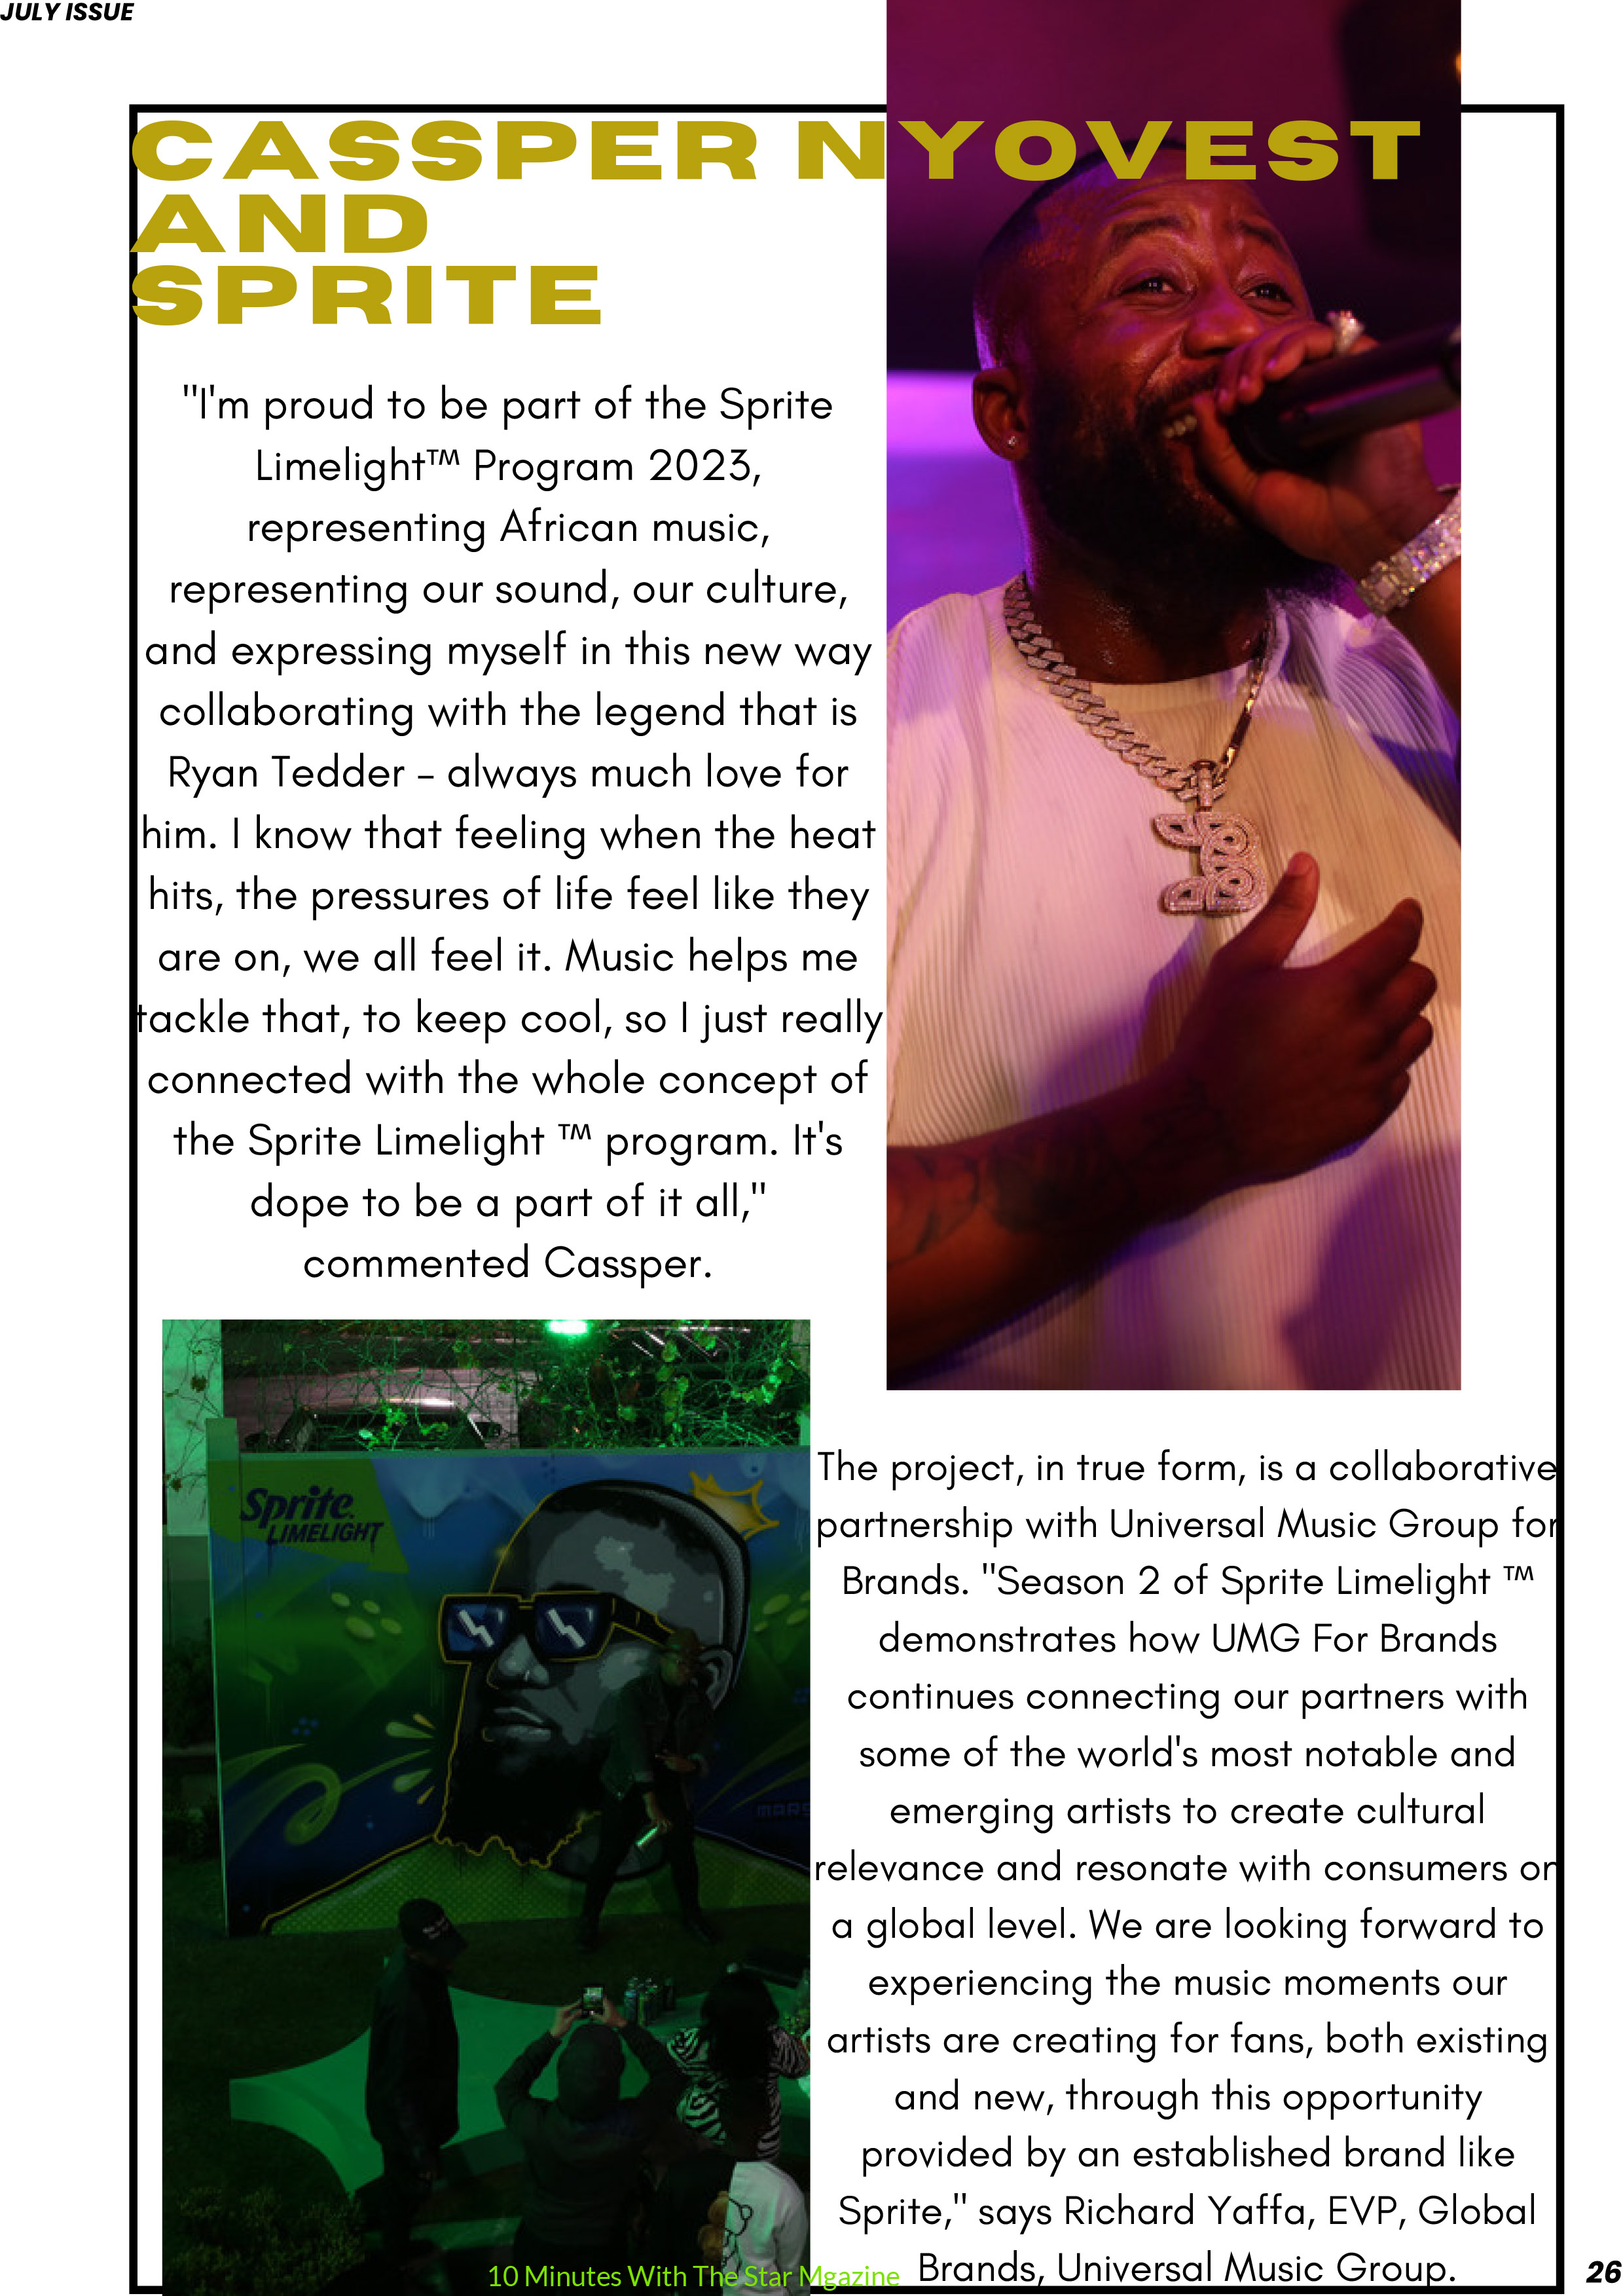 JULY ISSUE
CASSPER NYOVEST
AND
SPRITE
"I'm proud to be part of the Sprite
Limelight™ Program 2023,
representing African music,
representing our sound, our culture,
and expressing myself in this new way
collaborating with the legend that is
Ryan Tedder – always much love for
him. I know that feeling when the heat
hits, the pressures of life feel like they
are on, we all feel it. Music helps me
tackle that, to keep cool, so I just really
connected with the whole concept of
the Sprite Limelight ™ program. It's
dope to be a part of it all,"
commented Cassper.
Sprite
LIMELIGHT
The project, in true form, is a collaborative
partnership with Universal Music Group for
Brands. "Season 2 of Sprite Limelight ™
demonstrates how UMG For Brands
continues connecting our partners with
some of the world's most notable and
emerging artists to create cultural
relevance and resonate with consumers on
a global level. We are looking forward to
experiencing the music moments our
artists are creating for fans, both existing
and new, through this opportunity
provided by an established brand like
Sprite," says Richard Yaffa, EVP, Global
Brands, Universal Music Group.
10 Minutes With The Star Mgazine
26